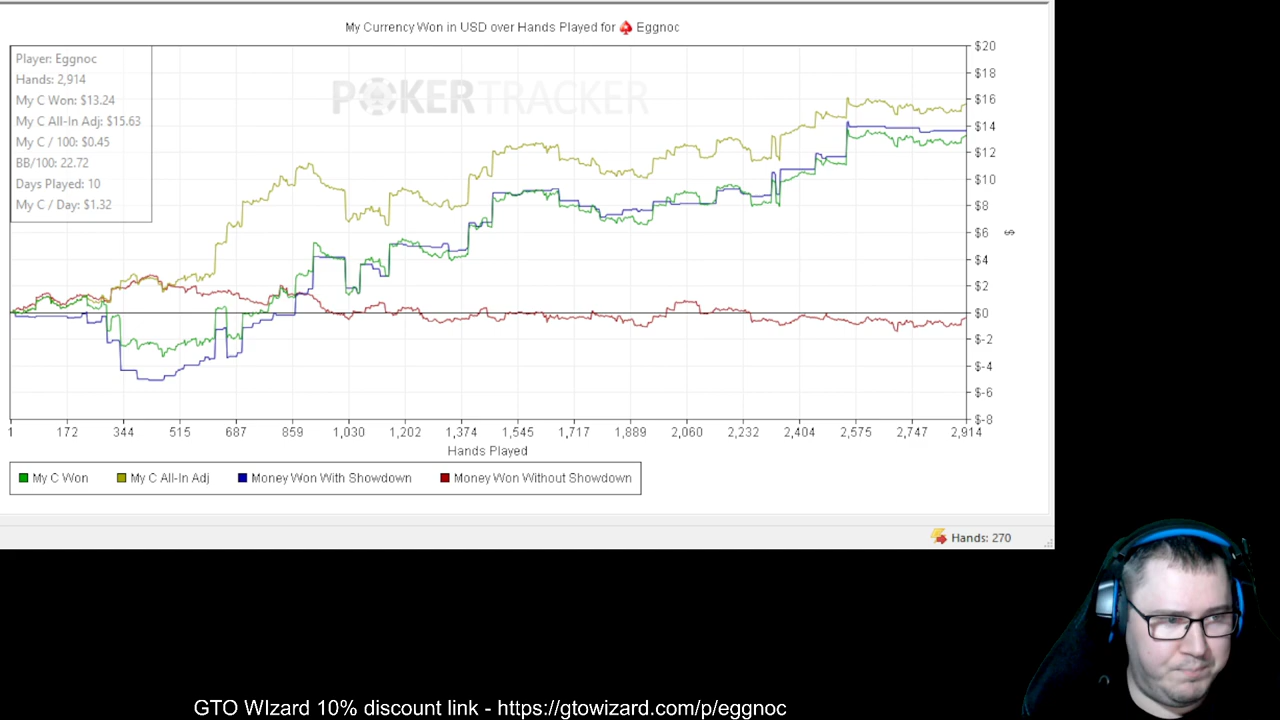 My Currency Won in USD over Hands Played for Eggnoc
Player: Eggnoc
Hands: 2,914
My C Won: $13.24
My C All-In Adj: $15.63
My C / 100: $0.45
BB/100: 22.72
Days Played: 10
My C / Day: $1.32
POKERTRACKER
$20
$18
$16
$14
$12
$10
$8
$6
$
$4
$2
$0
$-2
$-4
$-6
$-8
1 172 344 515 687 859 1,030 1,202 1,374 1,545 1,717 1,889 2,060 2,232 2,404 2,575 2,747 2,914
Hands Played
My C Won My C All-In Adj Money Won With Showdown Money Won Without Showdown
Hands: 270
GTO WIzard 10% discount link - https://gtowizard.com/p/eggnoc